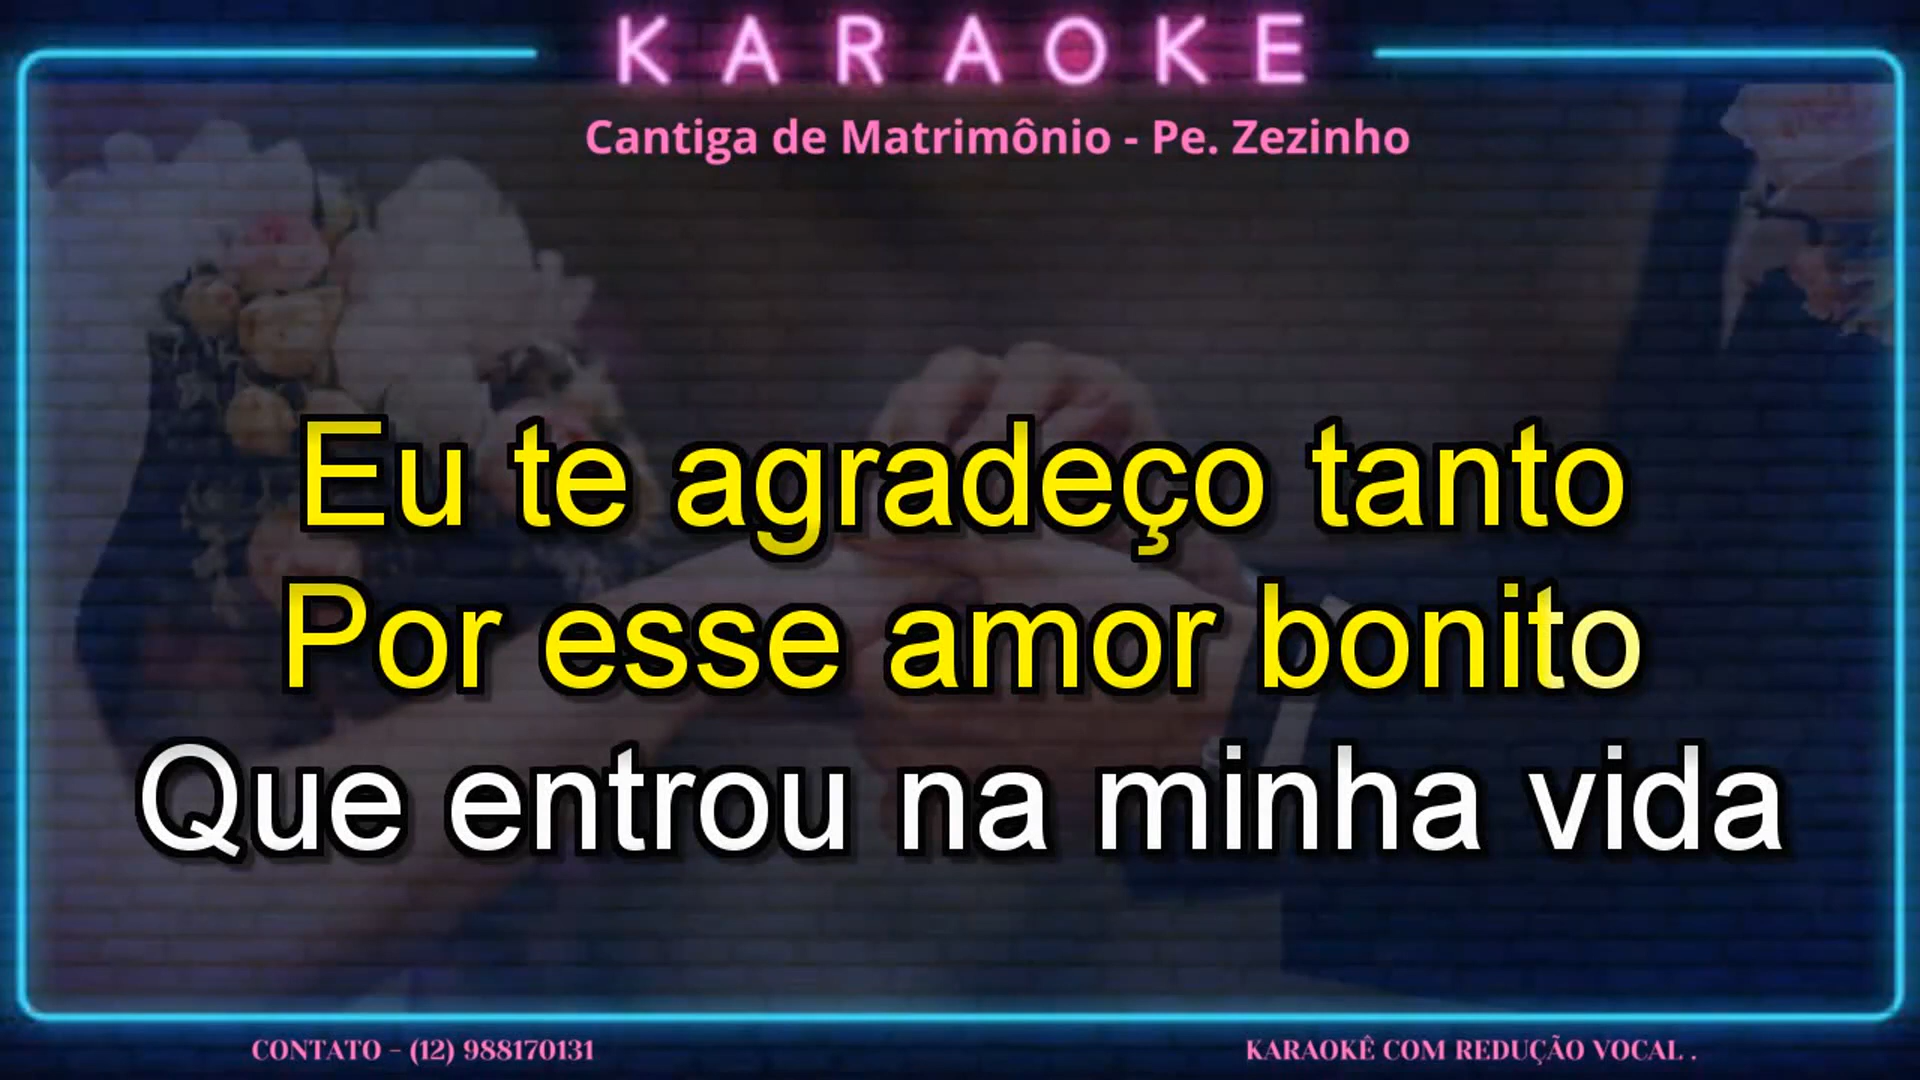 KARAOKE
Cantiga de Matrimônio - Pe. Zezinho
Eu te agradeço tanto
Por esse amor bonito
Que entrou na minha vida
CONTATO - (12) 988170131
KARAOKÊ COM REDUÇÃO VOCAL .